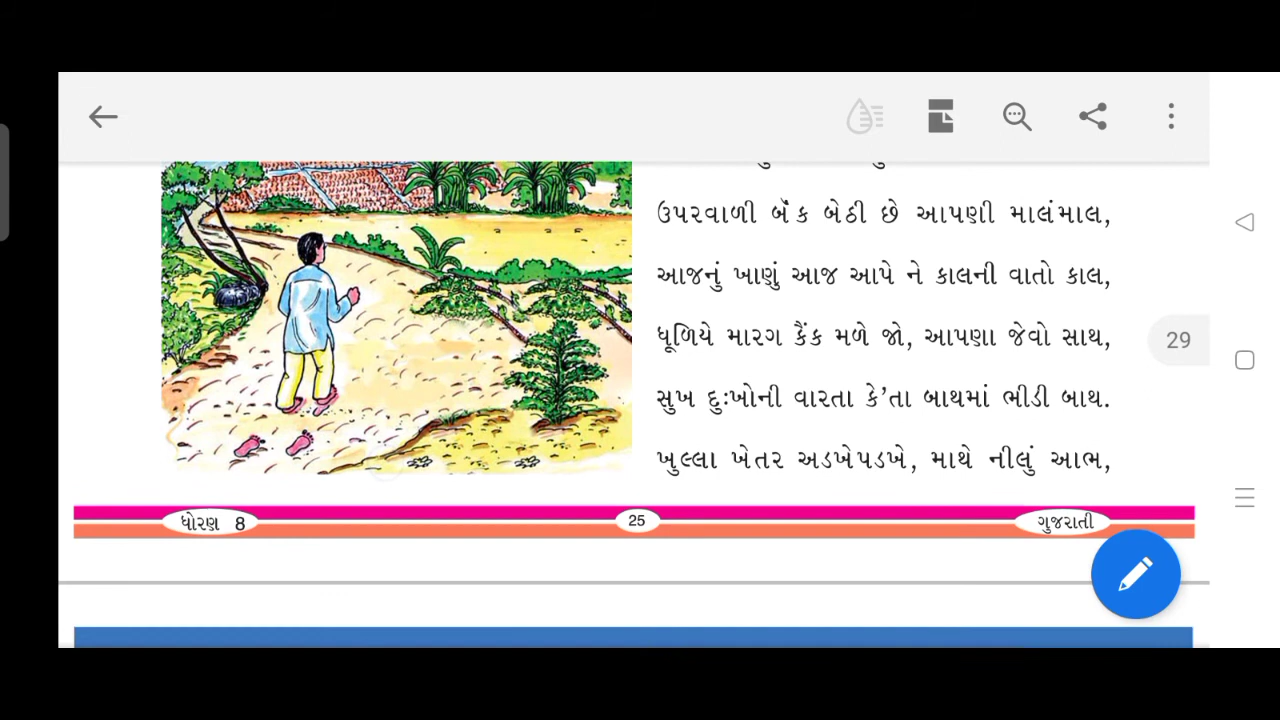 ઉપરવાળી બૅંક બેઠી છે આપણી માલંમાલ,
આજનું ખાણું આજ આપે ને કાલની વાતો કાલ,
29
ધૂળિયે મારગ કૈંક મળે જો, આપણા જેવો સાથ,
સુખ દુઃખોની વારતા કે’તા બાથમાં ભીડી બાથ.
ખુલ્લા ખેતર અડખેપડખે, માથે નીલું આભ,
ધોરણ 8
25
ગુજરાતી